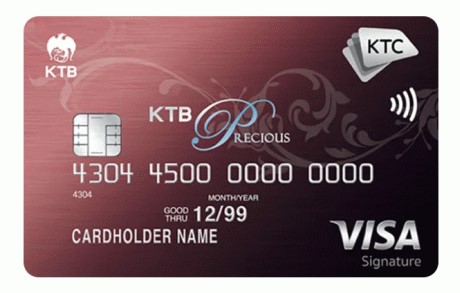 KTB
KTC
KTB Precious
4304 4500 0000 0000
4304
MONTH/YEAR
GOOD THRU 12/99
CARDHOLDER NAME
VISA
Signature